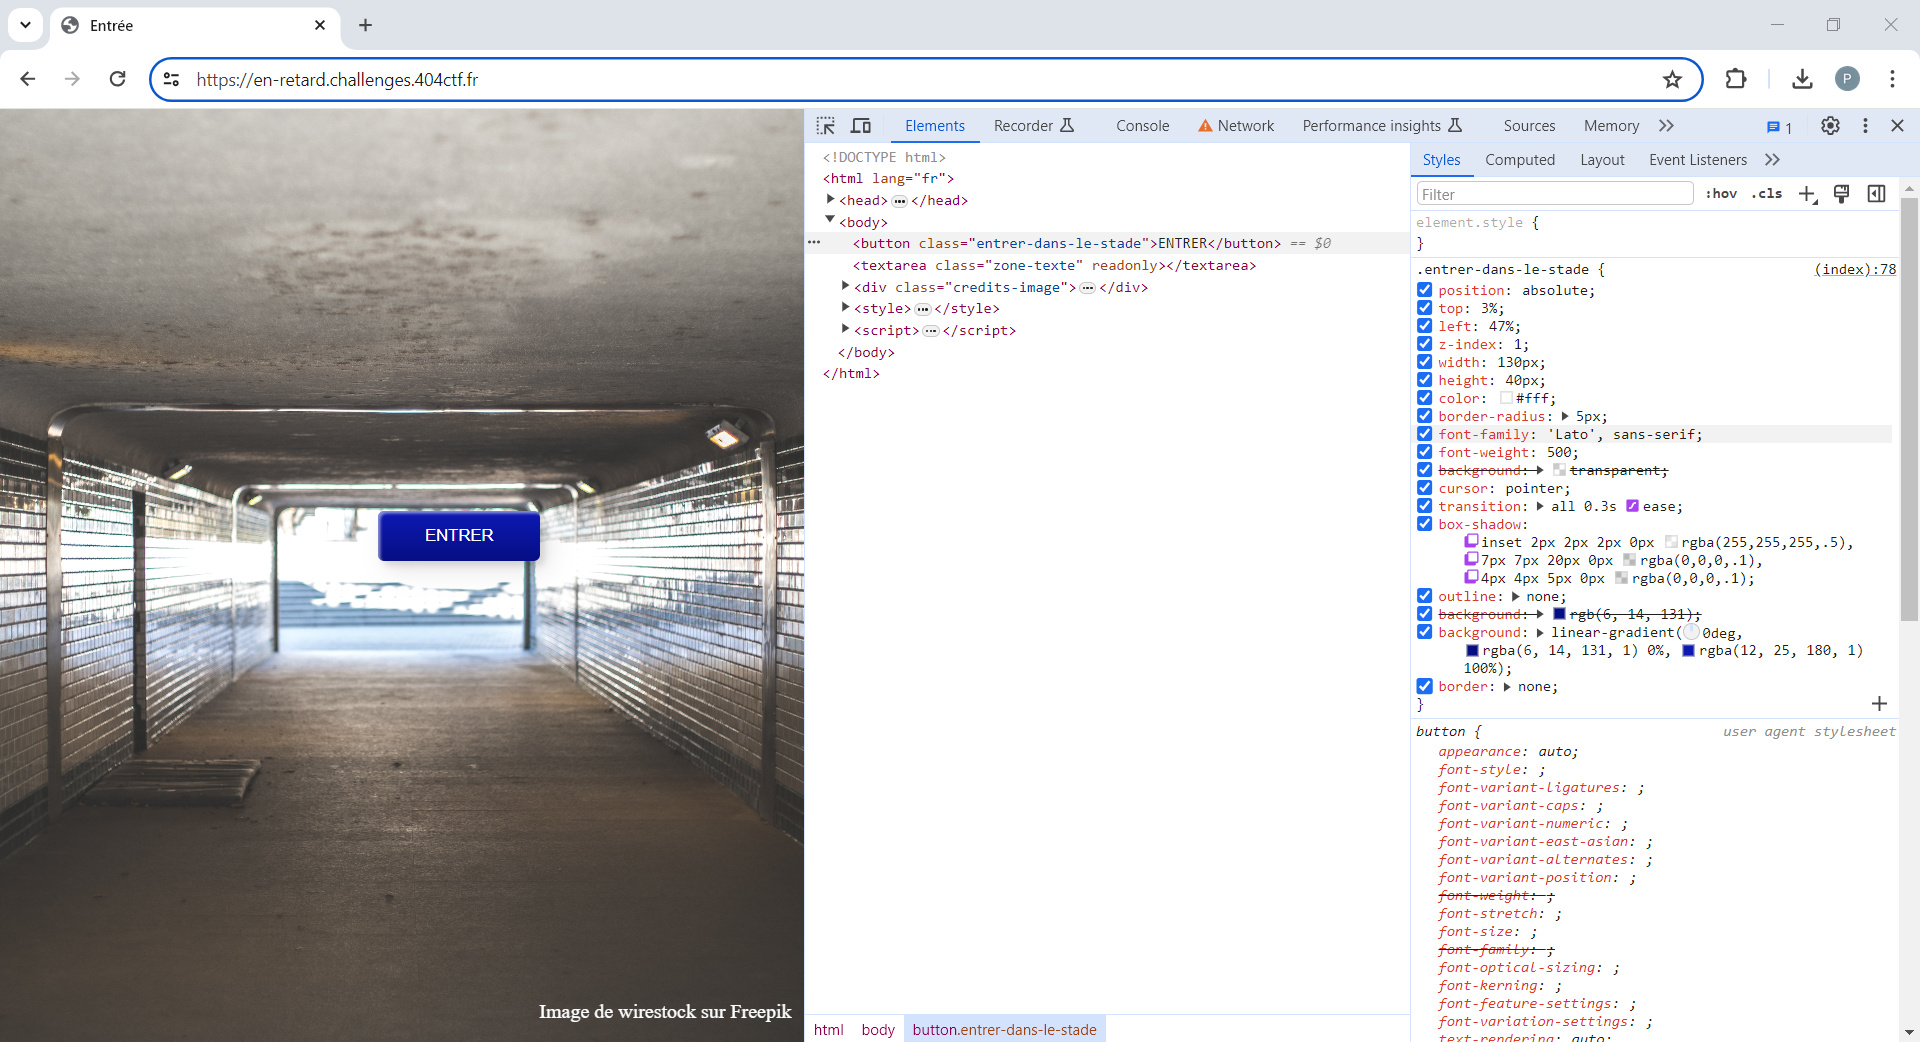 Entrée
https://en-retard.challenges.404ctf.fr
ENTRER
Image de wirestock sur Freepik
Elements Recorder Console Network Performance insights Sources Memory 1
<!DOCTYPE html>
<html lang="fr">
<head> … </head>
<body>
… <button class="entrer-dans-le-stade">ENTRER</button> == $0
<textarea class="zone-texte" readonly></textarea>
<div class="credits-image"> … </div>
<style> … </style>
<script> … </script>
</body>
</html>
html body button.entrer-dans-le-stade
Styles Computed Layout Event Listeners
Filter :hov .cls
element.style {
}
.entrer-dans-le-stade { (index):78
position: absolute;
top: 3%;
left: 47%;
z-index: 1;
width: 130px;
height: 40px;
color: #fff;
border-radius: 5px;
font-family: 'Lato', sans-serif;
font-weight: 500;
background: transparent;
cursor: pointer;
transition: all 0.3s ease;
box-shadow:
inset 2px 2px 2px 0px rgba(255,255,255,.5),
7px 7px 20px 0px rgba(0,0,0,.1),
4px 4px 5px 0px rgba(0,0,0,.1);
outline: none;
background: rgb(6, 14, 131);
background: linear-gradient(0deg,
rgba(6, 14, 131, 1) 0%, rgba(12, 25, 180, 1)
100%);
border: none;
}
button { user agent stylesheet
appearance: auto;
font-style: ;
font-variant-ligatures: ;
font-variant-caps: ;
font-variant-numeric: ;
font-variant-east-asian: ;
font-variant-alternates: ;
font-variant-position: ;
font-weight: ;
font-stretch: ;
font-size: ;
font-family: ;
font-optical-sizing: ;
font-kerning: ;
font-feature-settings: ;
font-variation-settings: ;
text-rendering: auto;
P